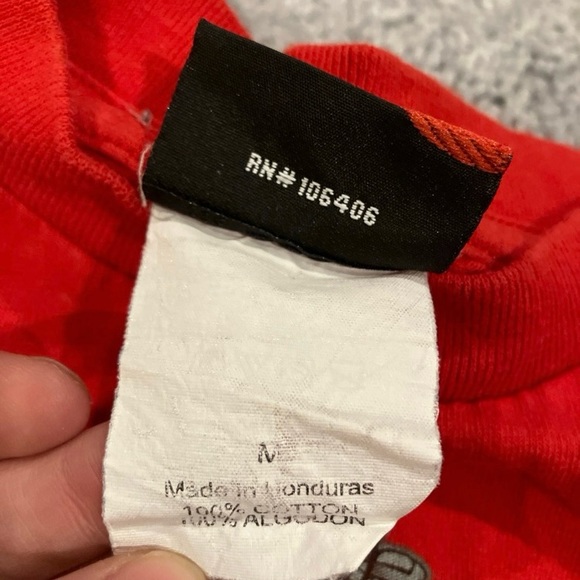 RN#106406
M
Made in Honduras
100% COTTON
100% ALGODON